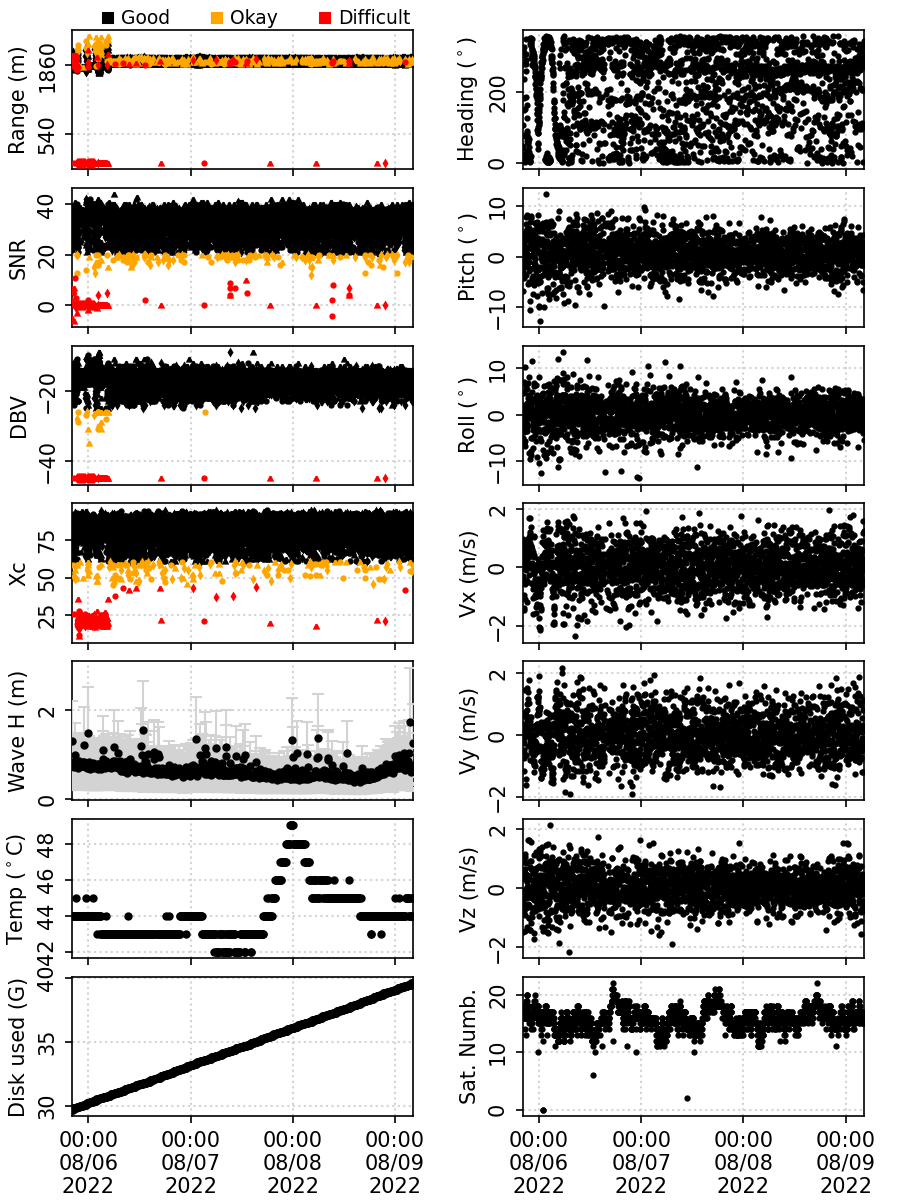 Good Okay Difficult
Range (m)
1860
540
Heading (°)
200
0
SNR
40
20
0
Pitch (°)
10
0
−10
DBV
−20
−40
Roll (°)
10
0
−10
Xc
75
50
25
Vx (m/s)
2
0
−2
Wave H (m)
2
0
Vy (m/s)
2
0
−2
Temp (°C)
48
46
44
42
Vz (m/s)
2
0
−2
Disk used (G)
40
35
30
Sat. Numb.
20
10
0
00:00 00:00 00:00 00:00
08/06 08/07 08/08 08/09
2022 2022 2022 2022
00:00 00:00 00:00 00:00
08/06 08/07 08/08 08/09
2022 2022 2022 2022